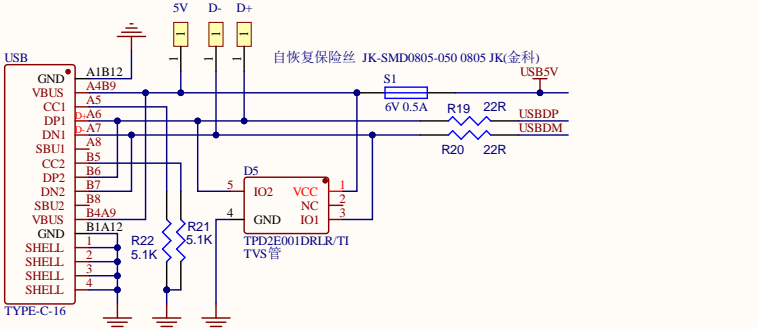 5V D- D+
1 1 1
自恢复保险丝 JK-SMD0805-050 0805 JK(金科)
USB
USB5V
GND A1B12
S1
VBUS A4B9
6V 0.5A
CC1 A5
R19 22R
DP1 D+ A6
USBDP
DN1 D- A7
USBDM
SBU1 A8
R20 22R
CC2 B5
D5
DP2 B6
DN2 B7
5 IO2 VCC 1
SBU2 B8
NC 2
VBUS B4A9
4 GND IO1 3
GND B1A12
R21
5.1K
R22
5.1K
SHELL 1
TPD2E001DRLR/TI
SHELL 2
TVS管
SHELL 3
SHELL 4
TYPE-C-16